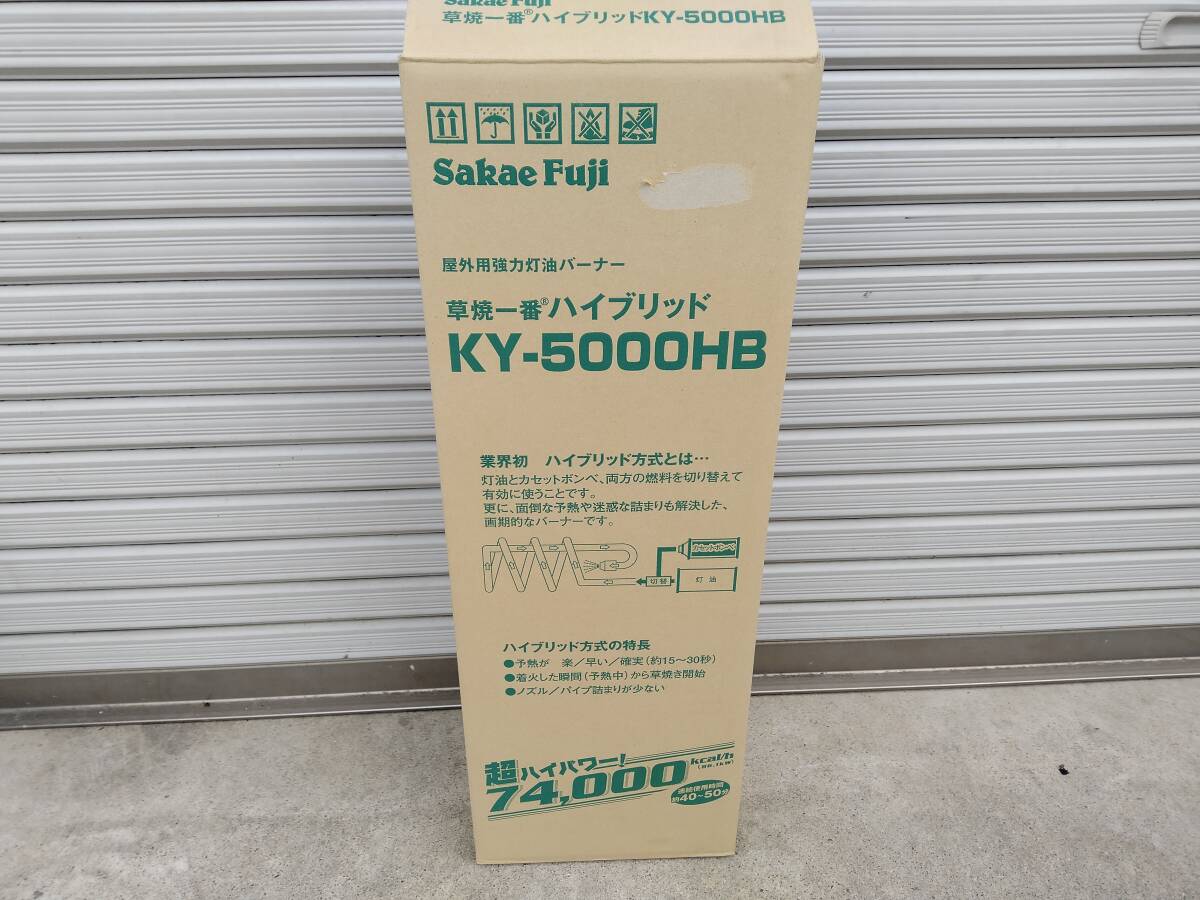 Sakae Fuji
草焼一番®ハイブリッドKY-5000HB
Sakae Fuji
屋外用強力灯油バーナー
草焼一番®ハイブリッド
KY-5000HB
業界初 ハイブリッド方式とは…
灯油とカセットボンベ、両方の燃料を切り替えて
有効に使うことです。
更に、面倒な予熱や迷惑な詰まりも解決した、
画期的なバーナーです。
カセットボンベ
切替
灯油
ハイブリッド方式の特長
●予熱が 楽／早い／確実（約15～30秒）
●着火した瞬間（予熱中）から草焼き開始
●ノズル／パイプ詰まりが少ない
超ハイパワー!
74,000 kcal/h
(86.1kW)
連続使用時間
約40～50分